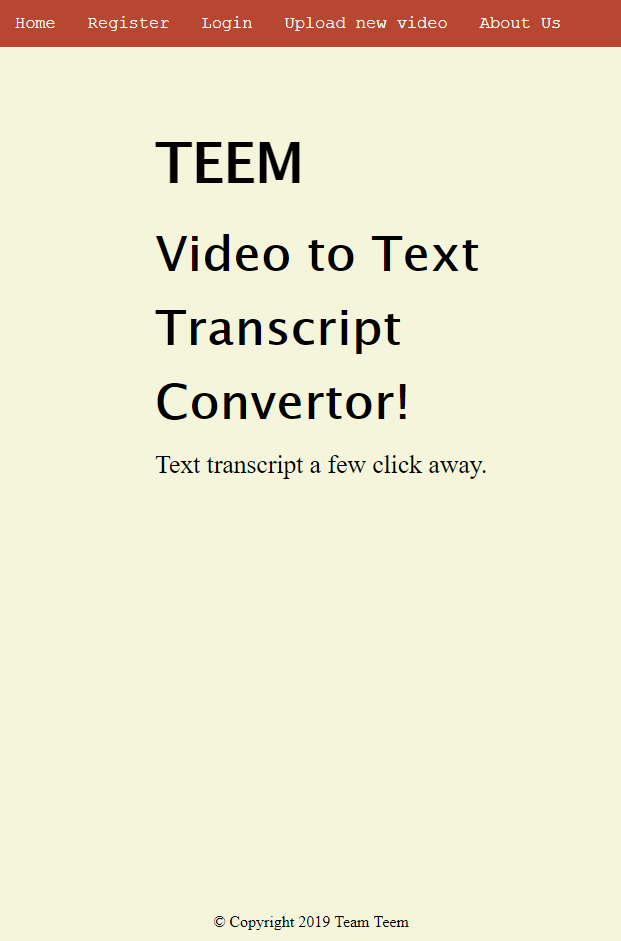 Home Register Login Upload new video About Us
TEEM
Video to Text
Transcript
Convertor!
Text transcript a few click away.
© Copyright 2019 Team Teem